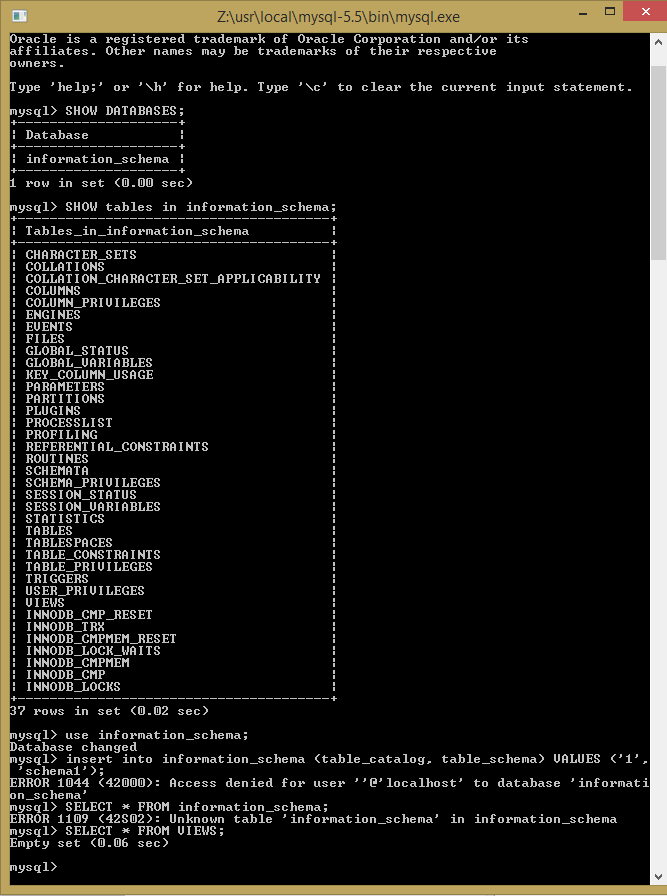 Z:\usr\local\mysql-5.5\bin\mysql.exe
Oracle is a registered trademark of Oracle Corporation and/or its
affiliates. Other names may be trademarks of their respective
owners.
Type 'help;' or '\h' for help. Type '\c' to clear the current input statement.
mysql> SHOW DATABASES;
+--------------------+
| Database           |
+--------------------+
| information_schema |
+--------------------+
1 row in set (0.00 sec)
mysql> SHOW tables in information_schema;
+---------------------------------------+
| Tables_in_information_schema          |
+---------------------------------------+
| CHARACTER_SETS                        |
| COLLATIONS                            |
| COLLATION_CHARACTER_SET_APPLICABILITY |
| COLUMNS                               |
| COLUMN_PRIVILEGES                     |
| ENGINES                               |
| EVENTS                                |
| FILES                                 |
| GLOBAL_STATUS                         |
| GLOBAL_VARIABLES                      |
| KEY_COLUMN_USAGE                      |
| PARAMETERS                            |
| PARTITIONS                            |
| PLUGINS                               |
| PROCESSLIST                           |
| PROFILING                             |
| REFERENTIAL_CONSTRAINTS               |
| ROUTINES                              |
| SCHEMATA                              |
| SCHEMA_PRIVILEGES                     |
| SESSION_STATUS                        |
| SESSION_VARIABLES                     |
| STATISTICS                            |
| TABLES                                |
| TABLESPACES                           |
| TABLE_CONSTRAINTS                     |
| TABLE_PRIVILEGES                      |
| TRIGGERS                              |
| USER_PRIVILEGES                       |
| VIEWS                                 |
| INNODB_CMP_RESET                      |
| INNODB_TRX                            |
| INNODB_CMPMEM_RESET                   |
| INNODB_LOCK_WAITS                     |
| INNODB_CMPMEM                         |
| INNODB_CMP                            |
| INNODB_LOCKS                          |
+---------------------------------------+
37 rows in set (0.02 sec)
mysql> use information_schema;
Database changed
mysql> insert into information_schema (table_catalog, table_schema) VALUES ('1',
 'schema1');
ERROR 1044 (42000): Access denied for user ''@'localhost' to database 'informati
on_schema'
mysql> SELECT * FROM information_schema;
ERROR 1109 (42S02): Unknown table 'information_schema' in information_schema
mysql> SELECT * FROM VIEWS;
Empty set (0.06 sec)
mysql>